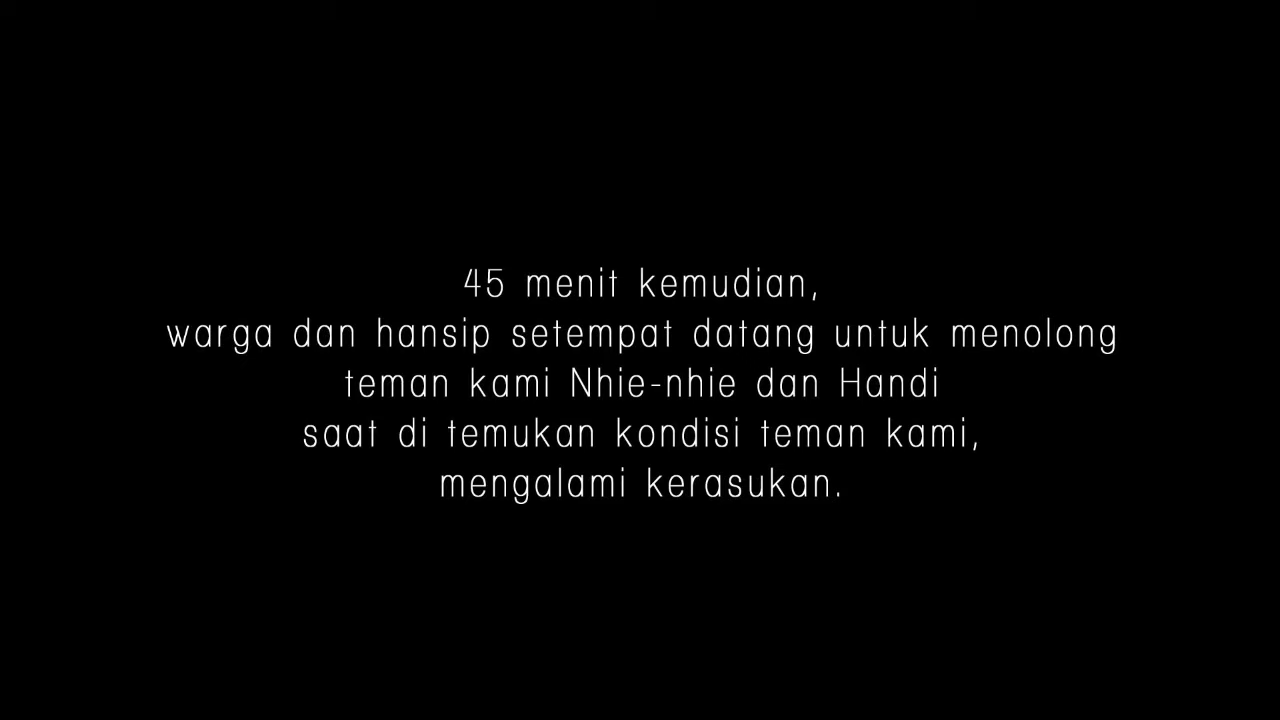 45 menit kemudian,
warga dan hansip setempat datang untuk menolong
teman kami Nhie-nhie dan Handi
saat di temukan kondisi teman kami,
mengalami kerasukan.